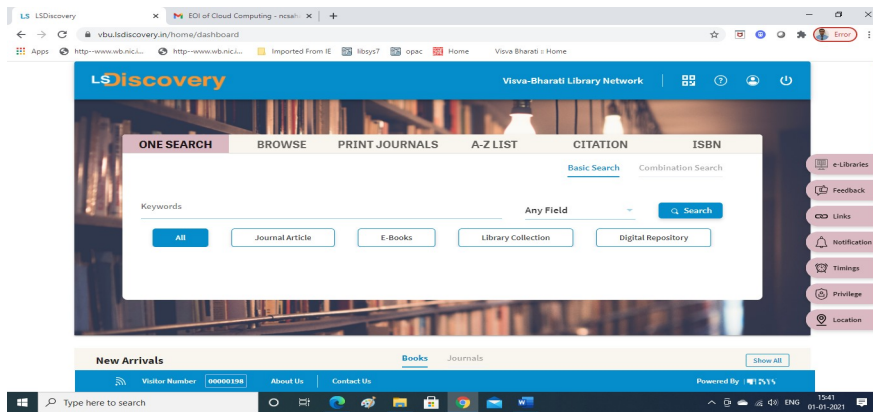 LS LSDiscovery
EOI of Cloud Computing - ncseh
vbu.lsdiscovery.in/home/dashboard
Error
Apps
http--www.wb.nic.i...
http--www.wb.nic.i...
Imported From IE
libsys7
opac
Home
Visva Bharati :: Home
LSDiscovery
Visva-Bharati Library Network
ONE SEARCH
BROWSE
PRINT JOURNALS
A-Z LIST
CITATION
ISBN
Basic Search
Combination Search
Keywords
Any Field
Search
All
Journal Article
E-Books
Library Collection
Digital Repository
e-Libraries
Feedback
Links
Notification
Timings
Privilege
Location
New Arrivals
Books
Journals
Show All
Visitor Number 00000198
About Us
Contact Us
Powered By
Type here to search
ENG
15:41
01-01-2021